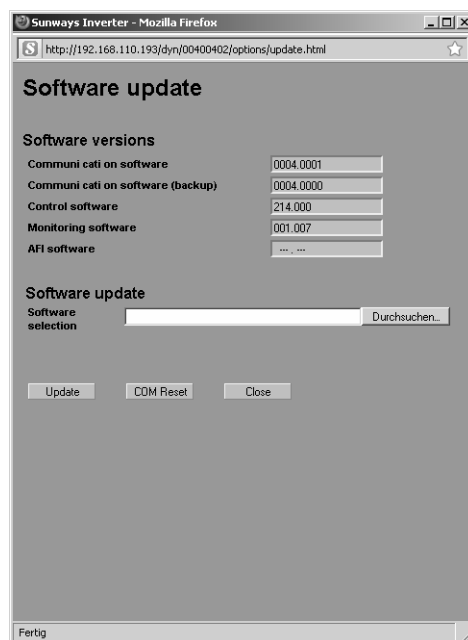 Sunways Inverter - Mozilla Firefox
http://192.168.110.193/dyn/00400402/options/update.html
Software update
Software versions
Communi cati on software 0004.0001
Communi cati on software (backup) 0004.0000
Control software 214.000
Monitoring software 001.007
AFI software --- . ---
Software update
Software selection Durchsuchen...
Update COM Reset Close
Fertig